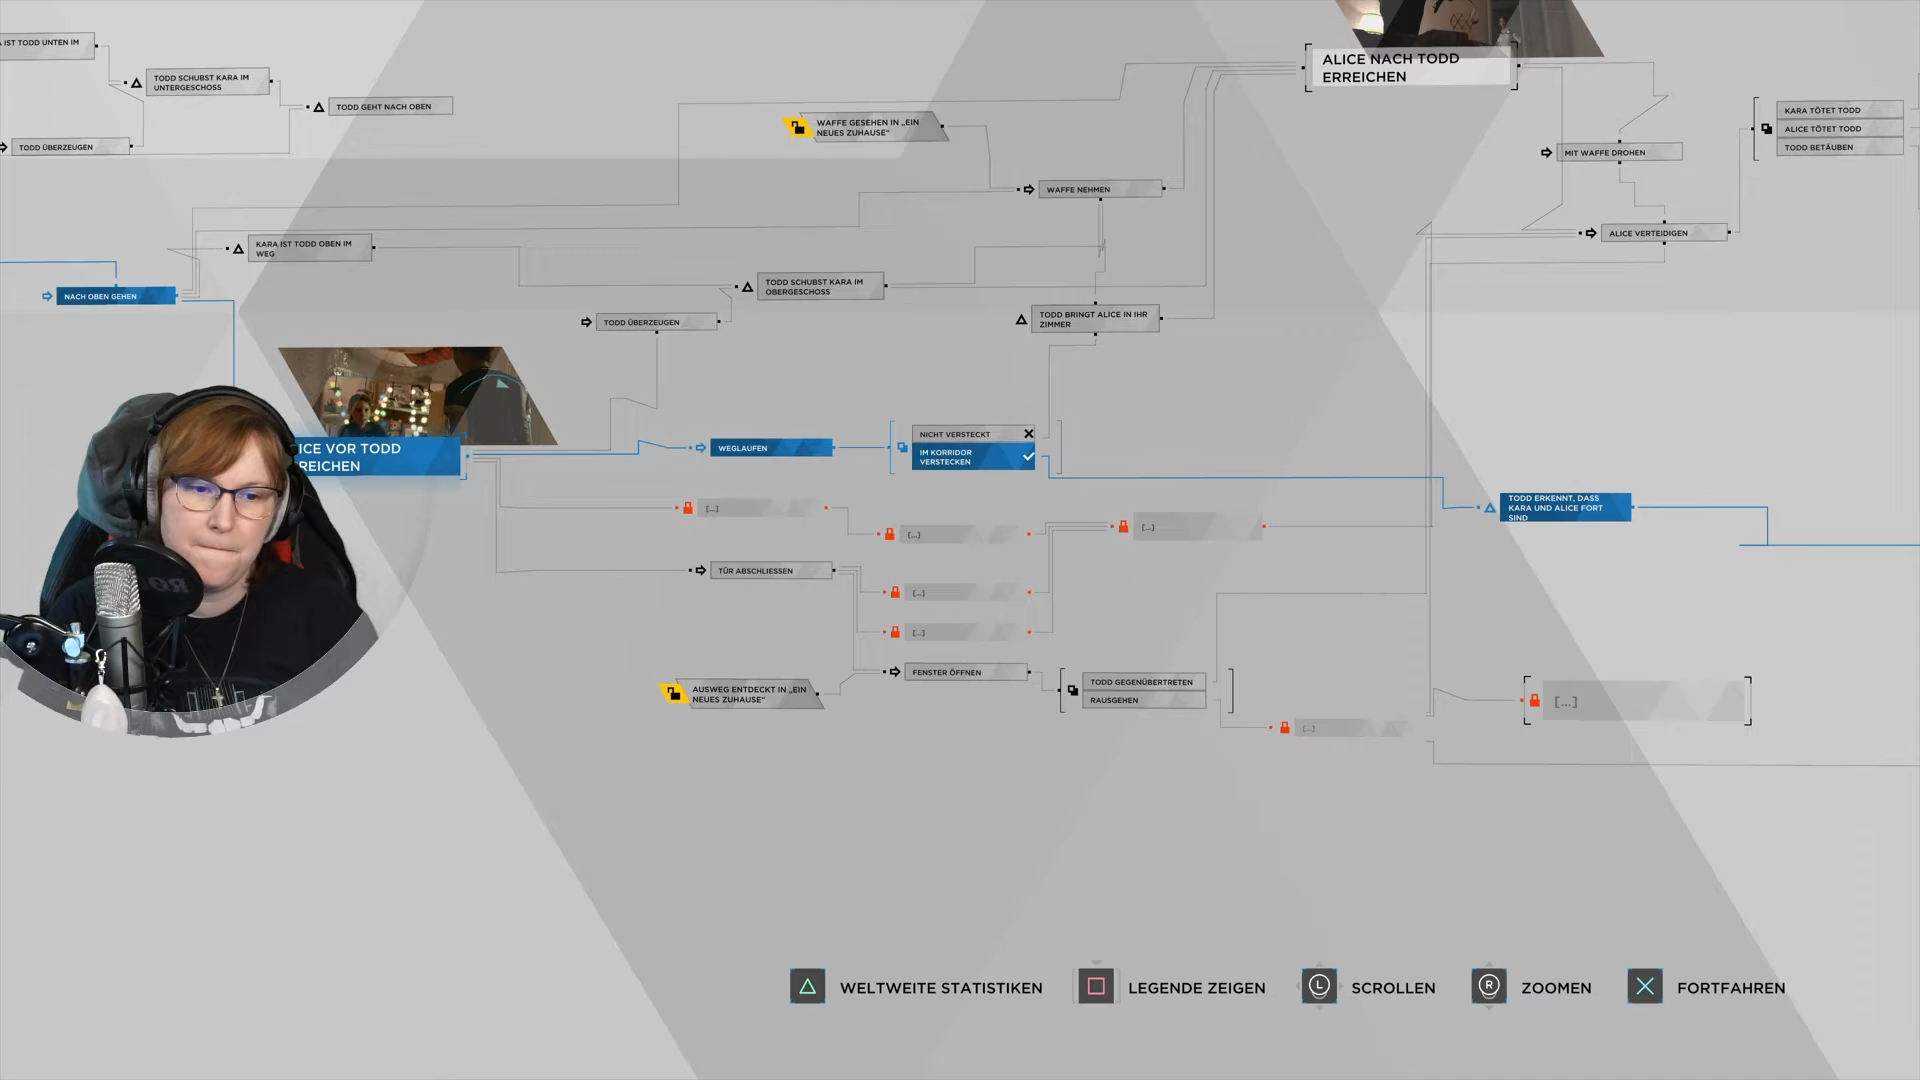 IST TODD UNTEN IM
TODD SCHUBST KARA IM
UNTERGESCHOSS
TODD GEHT NACH OBEN
TODD ÜBERZEUGEN
ALICE NACH TODD
ERREICHEN
WAFFE GESEHEN IN „EIN
NEUES ZUHAUSE“
KARA TÖTET TODD
ALICE TÖTET TODD
TODD BETÄUBEN
MIT WAFFE DROHEN
WAFFE NEHMEN
ALICE VERTEIDIGEN
KARA IST TODD OBEN IM
WEG
NACH OBEN GEHEN
TODD SCHUBST KARA IM
OBERGESCHOSS
TODD ÜBERZEUGEN
TODD BRINGT ALICE IN IHR
ZIMMER
ICE VOR TODD
REICHEN
WEGLAUFEN
NICHT VERSTECKT
IM KORRIDOR
VERSTECKEN
TODD ERKENNT, DASS
KARA UND ALICE FORT
SIND
[...]
[...]
[...]
TÜR ABSCHLIESSEN
[...]
[...]
FENSTER ÖFFNEN
AUSWEG ENTDECKT IN „EIN
NEUES ZUHAUSE“
TODD GEGENÜBERTRETEN
RAUSGEHEN
[...]
[...]
WELTWEITE STATISTIKEN
LEGENDE ZEIGEN
L
SCROLLEN
R
ZOOMEN
FORTFAHREN